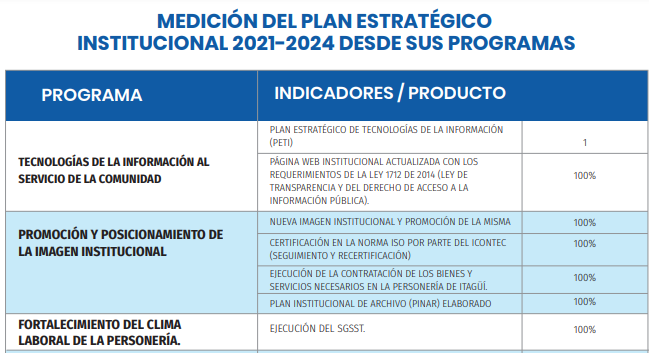 MEDICIÓN DEL PLAN ESTRATÉGICO
INSTITUCIONAL 2021-2024 DESDE SUS PROGRAMAS
PROGRAMA
INDICADORES / PRODUCTO
TECNOLOGÍAS DE LA INFORMACIÓN AL
SERVICIO DE LA COMUNIDAD
PLAN ESTRATÉGICO DE TECNOLOGÍAS DE LA INFORMACIÓN
(PETI)
1
PÁGINA WEB INSTITUCIONAL ACTUALIZADA CON LOS
REQUERIMIENTOS DE LA LEY 1712 DE 2014 (LEY DE
TRANSPARENCIA Y DEL DERECHO DE ACCESO A LA
INFORMACIÓN PÚBLICA).
100%
PROMOCIÓN Y POSICIONAMIENTO DE
LA IMAGEN INSTITUCIONAL
NUEVA IMAGEN INSTITUCIONAL Y PROMOCIÓN DE LA MISMA
100%
CERTIFICACIÓN EN LA NORMA ISO POR PARTE DEL ICONTEC
(SEGUIMIENTO Y RECERTIFICACIÓN)
100%
EJECUCIÓN DE LA CONTRATACIÓN DE LOS BIENES Y
SERVICIOS NECESARIOS EN LA PERSONERÍA DE ITAGÜÍ.
100%
PLAN INSTITUCIONAL DE ARCHIVO (PINAR) ELABORADO
100%
FORTALECIMIENTO DEL CLIMA
LABORAL DE LA PERSONERÍA.
EJECUCIÓN DEL SGSST.
100%